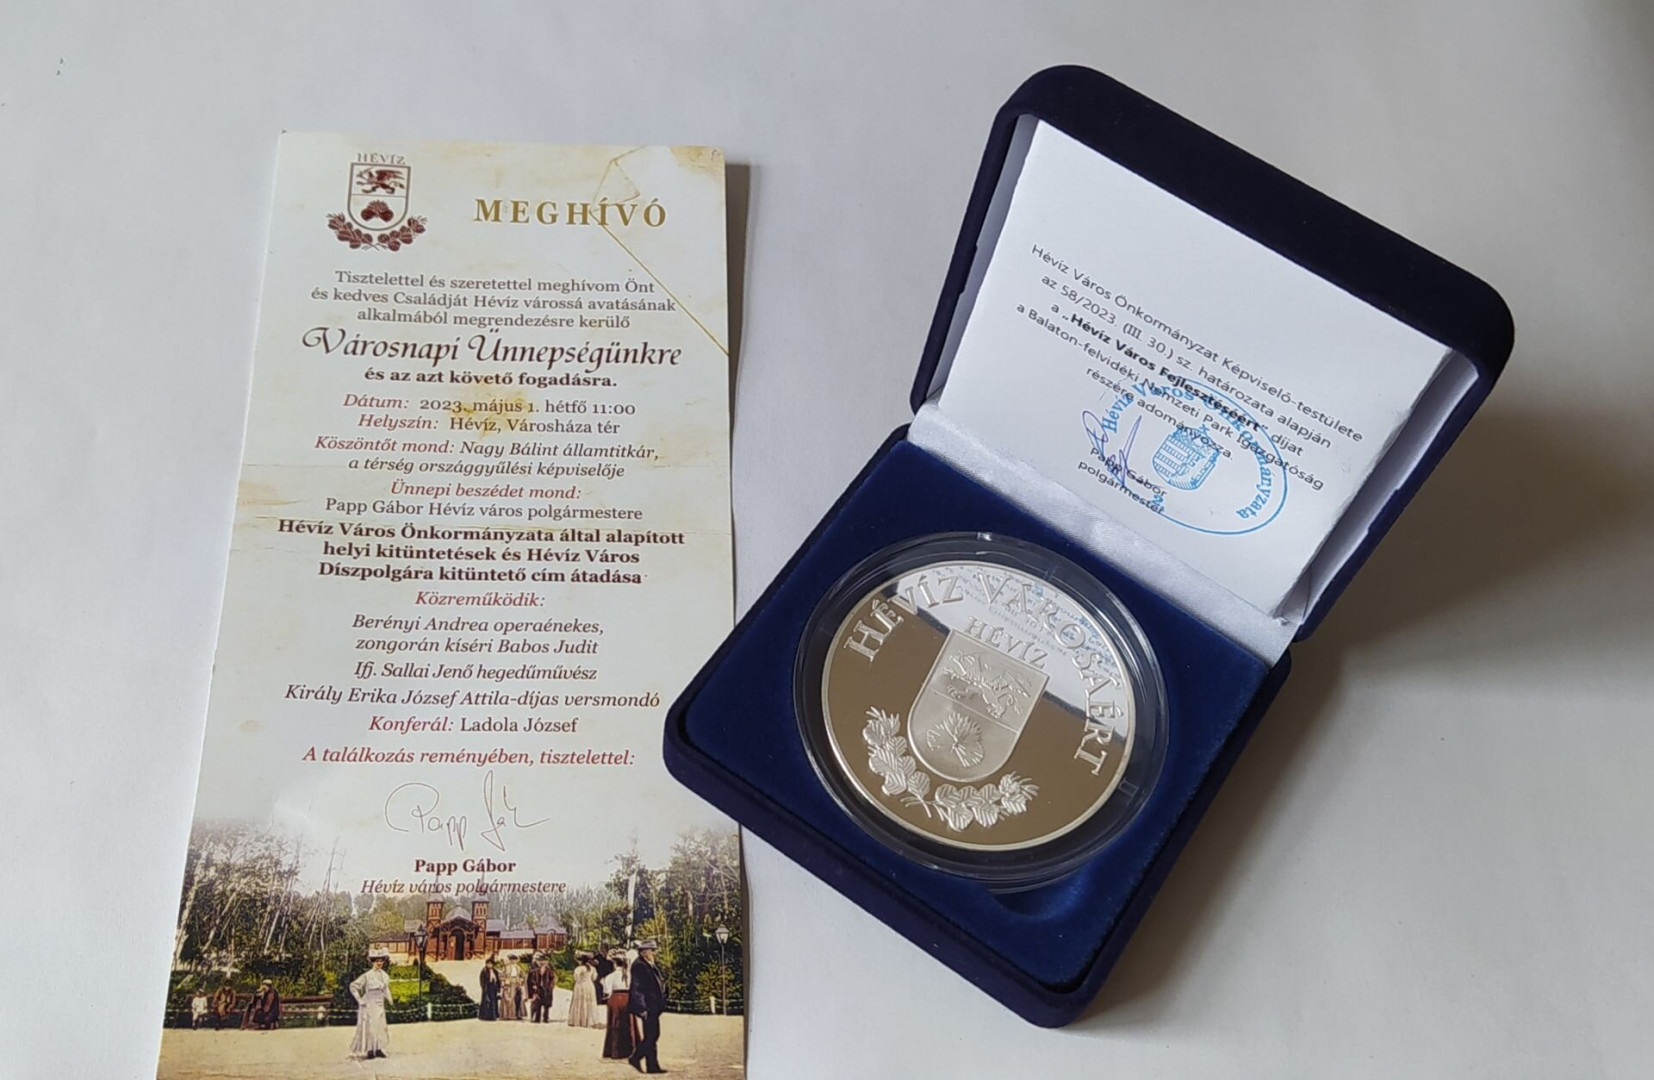 HÉVÍZ
MEGHÍVÓ
Tisztelettel és szeretettel meghívom Önt
és kedves Családját Hévíz várossá avatásának
alkalmából megrendezésre kerülő
Városnapi Ünnepségünkre
és az azt követő fogadásra.
Dátum: 2023. május 1. hétfő 11:00
Helyszín: Hévíz, Városháza tér
Köszöntőt mond: Nagy Bálint államtitkár,
a térség országgyűlési képviselője
Ünnepi beszédet mond:
Papp Gábor Hévíz város polgármestere
Hévíz Város Önkormányzata által alapított
helyi kitüntetések és Hévíz Város
Díszpolgára kitüntető cím átadása
Közreműködik:
Berényi Andrea operaénekes,
zongorán kíséri Babos Judit
Ifj. Sallai Jenő hegedűművész
Király Erika József Attila-díjas versmondó
Konferál: Ladola József
A találkozás reményében, tisztelettel:
Papp Gábor
Hévíz város polgármestere
Hévíz Város Önkormányzat Képviselő-testülete
az 58/2023. (III. 30.) sz. határozata alapján
a „Hévíz Város Fejlesztéséért" díjat
a Balaton-felvidéki Nemzeti Park Igazgatóság
részére adományozza
Papp Gábor
polgármester
Hévíz Város Önkormányzata
HÉVÍZ VÁROSÁÉRT
HÉVÍZ